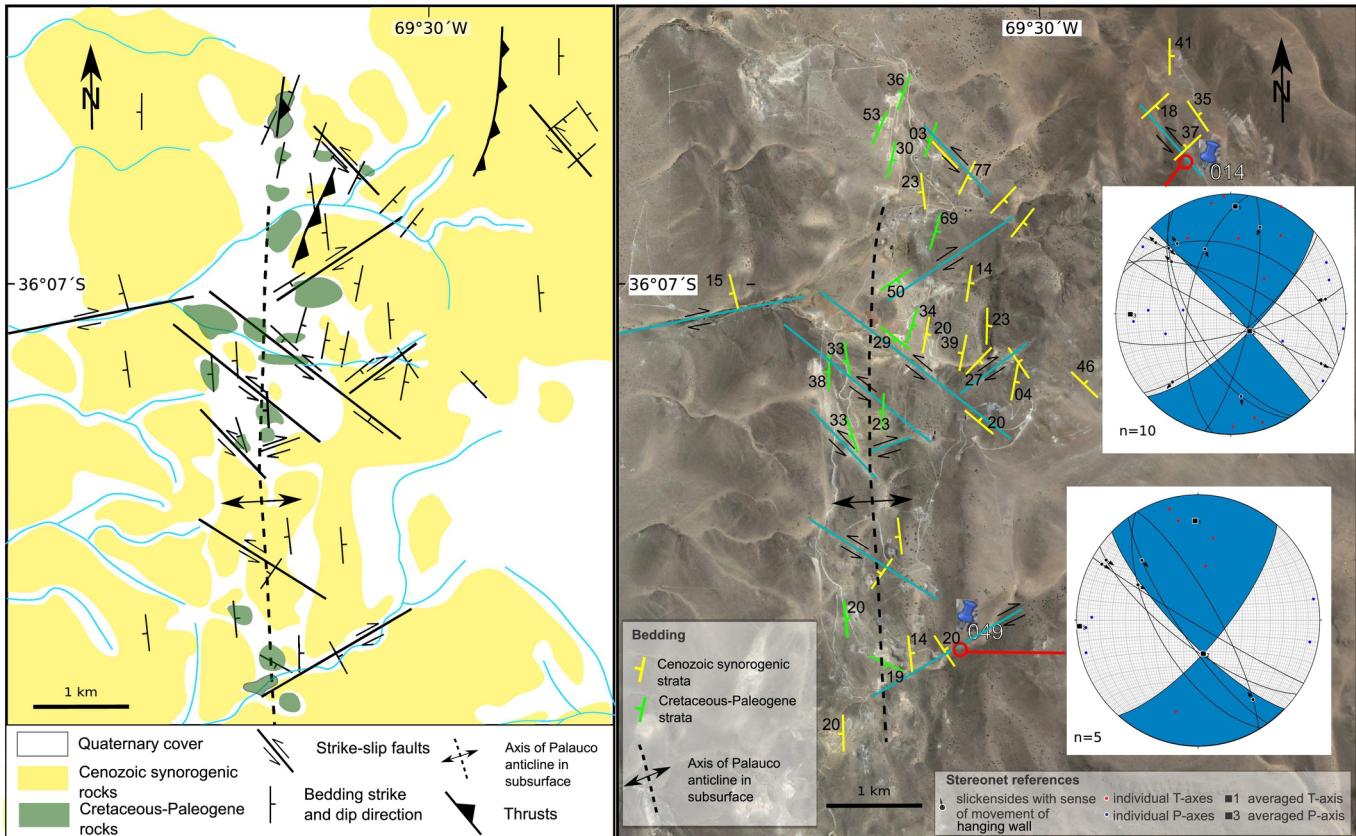 69°30´W
N
36°07´S
1 km
Quaternary cover
Cenozoic synorogenic
rocks
Cretaceous-Paleogene
rocks
Strike-slip faults
Bedding strike
and dip direction
Axis of Palauco
anticline in
subsurface
Thrusts
69°30´W
N
41
36
35
18
53
37
03
014
30
77
23
69
36°07´S
15
14
50
34
20
23
29
39
33
46
27
38
04
33
23
20
n=10
20
049
14
20
19
20
n=5
Bedding
Cenozoic synorogenic
strata
Cretaceous-Paleogene
strata
Axis of Palauco
anticline in
subsurface
1 km
Stereonet references
slickensides with sense
of movement of
hanging wall
individual T-axes
individual P-axes
1 averaged T-axis
3 averaged P-axis